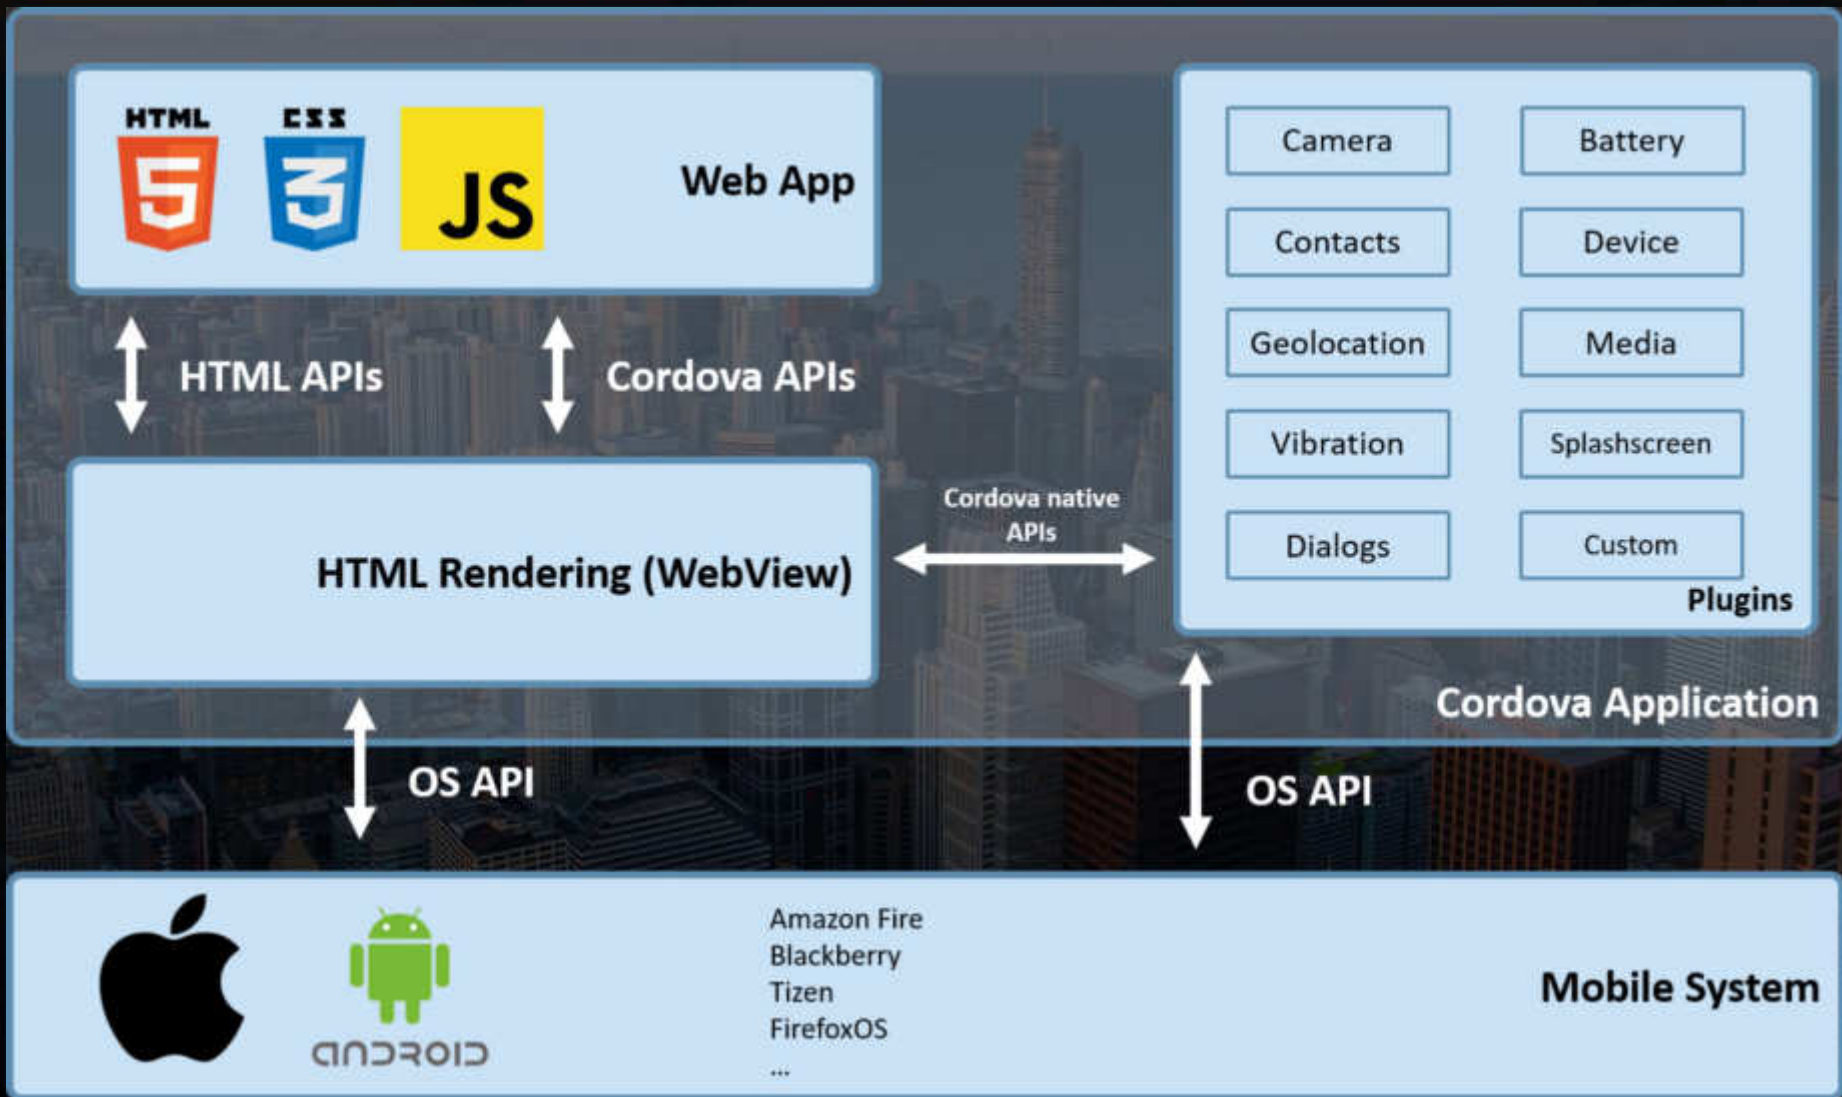 HTML
5
CSS
3
JS
Web App
HTML APIs
Cordova APIs
HTML Rendering (WebView)
Cordova native
APIs
Camera
Battery
Contacts
Device
Geolocation
Media
Vibration
Splashscreen
Dialogs
Custom
Plugins
Cordova Application
OS API
OS API
ANDROID
Amazon Fire
Blackberry
Tizen
FirefoxOS
...
Mobile System